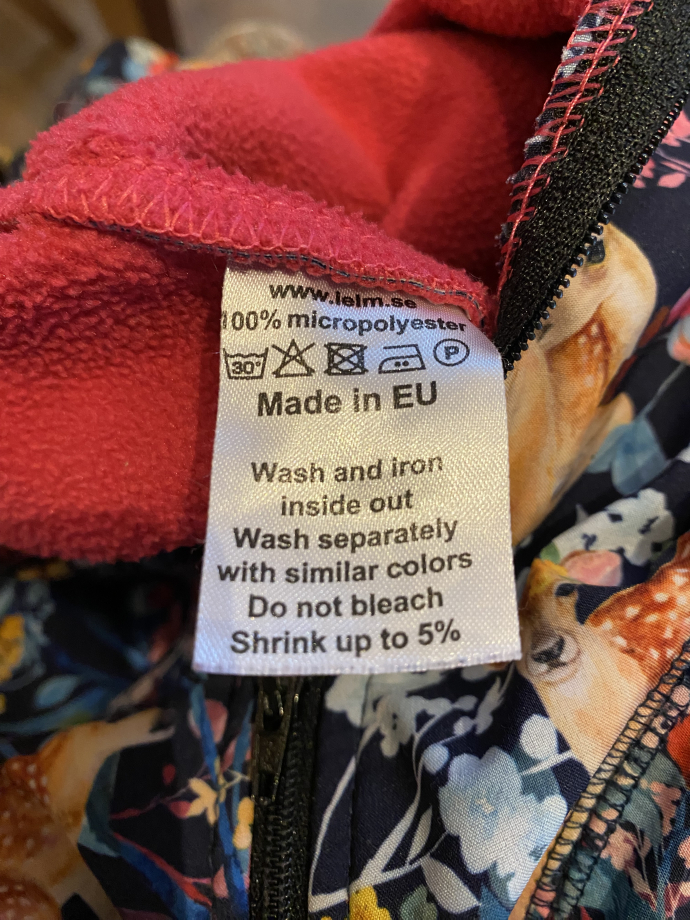 www.lelm.se
100% micropolyester
30°
P
Made in EU
Wash and iron
inside out
Wash separately
with similar colors
Do not bleach
Shrink up to 5%